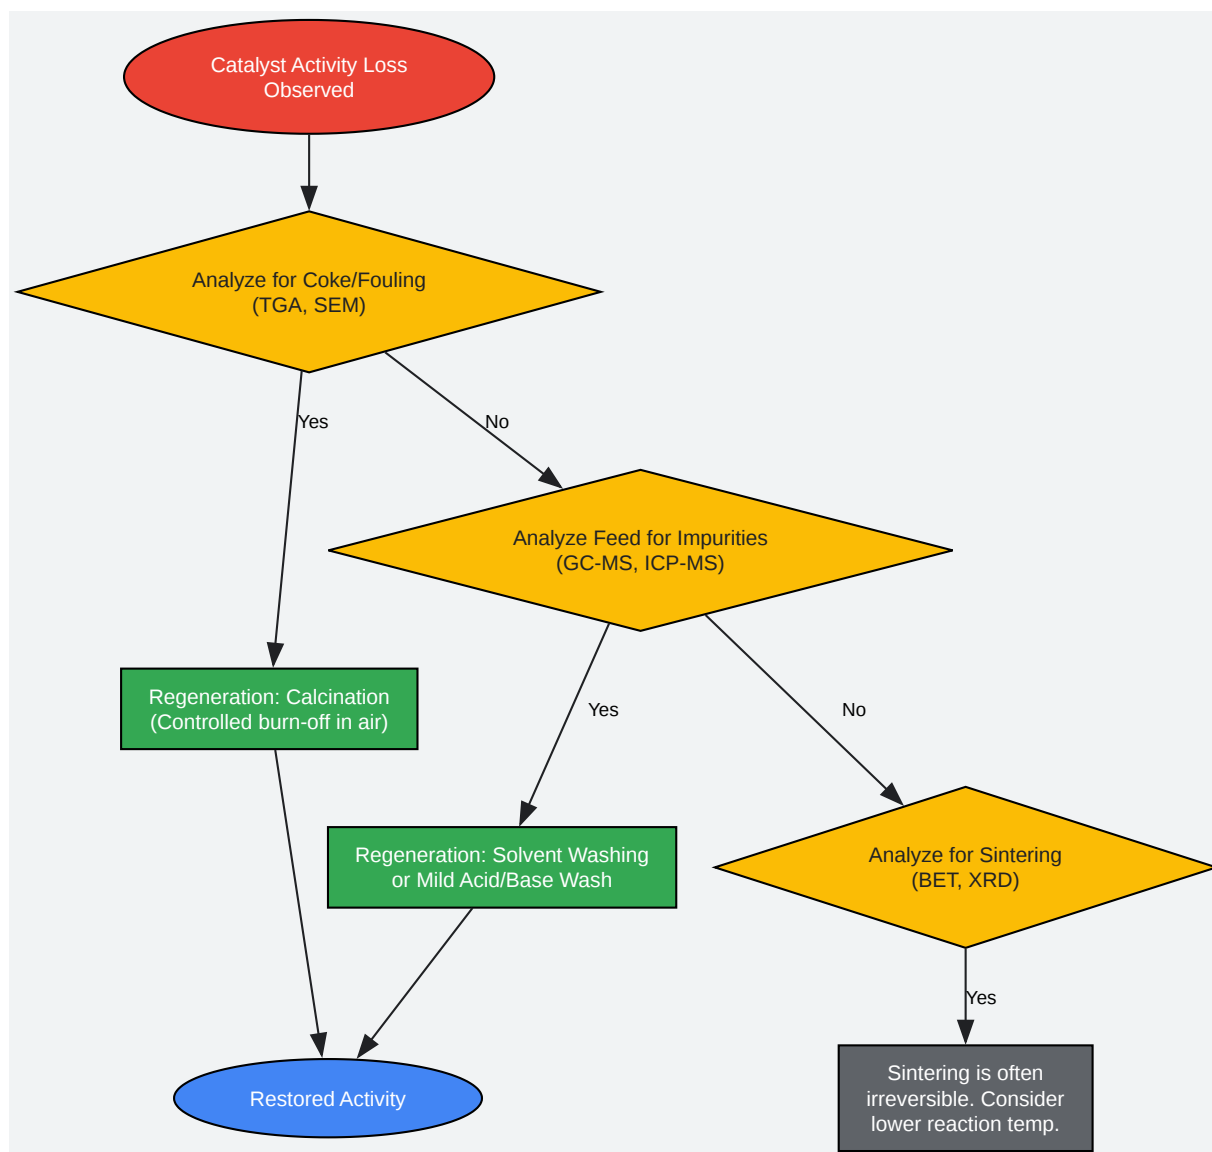 Catalyst Activity Loss
Observed
Analyze for Coke/Fouling
(TGA, SEM)
Yes
No
Analyze Feed for Impurities
(GC-MS, ICP-MS)
Regeneration: Calcination
(Controlled burn-off in air)
Yes
No
Regeneration: Solvent Washing
or Mild Acid/Base Wash
Analyze for Sintering
(BET, XRD)
Yes
Restored Activity
Sintering is often
irreversible. Consider
lower reaction temp.